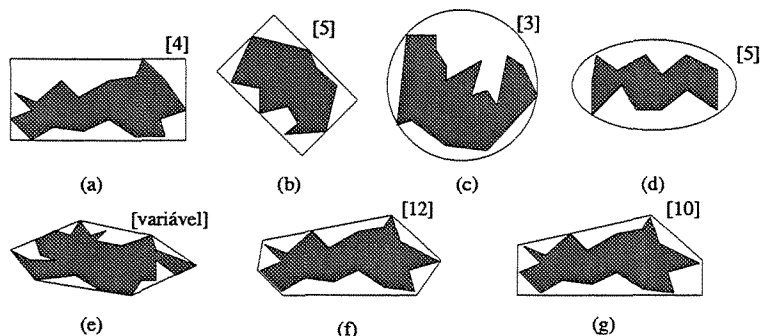 [4]
[5]
[3]
[5]
(a)
(b)
(c)
(d)
[variável]
[12]
[10]
(e)
(f)
(g)